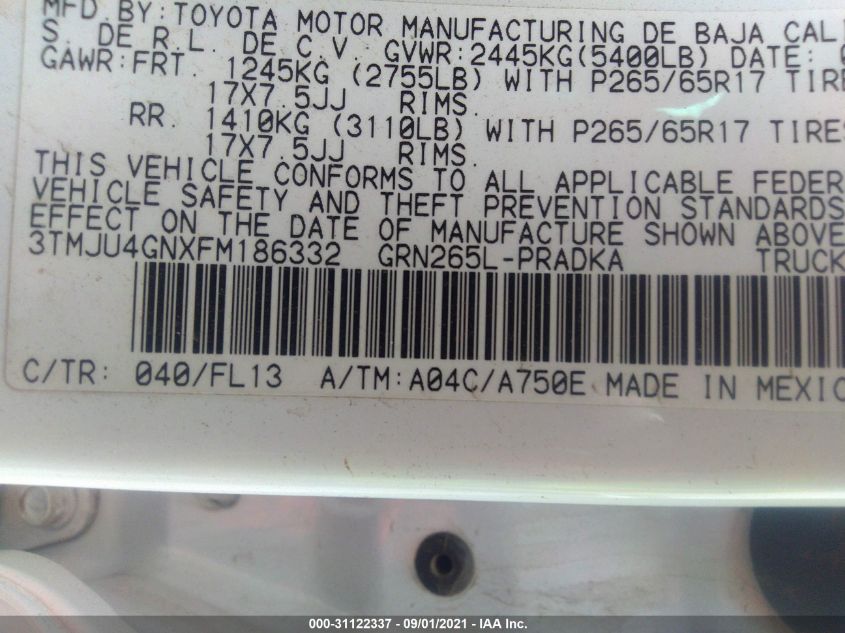 MFD.BY:TOYOTA MOTOR MANUFACTURING DE BAJA CALI
S. DE R.L. DE C.V. GVWR:2445KG(5400LB) DATE:
GAWR:FRT. 1245KG (2755LB) WITH P265/65R17 TIRE
17X7.5JJ RIMS.
RR. 1410KG (3110LB) WITH P265/65R17 TIRES
17X7.5JJ RIMS.
THIS VEHICLE CONFORMS TO ALL APPLICABLE FEDER
VEHICLE SAFETY AND THEFT PREVENTION STANDARDS
EFFECT ON THE DATE OF MANUFACTURE SHOWN ABOVE
3TMJU4GNXFM186332 GRN265L-PRADKA TRUCK
C/TR: 040/FL13 A/TM:A04C/A750E MADE IN MEXIC
000-31122337 - 09/01/2021 - IAA Inc.